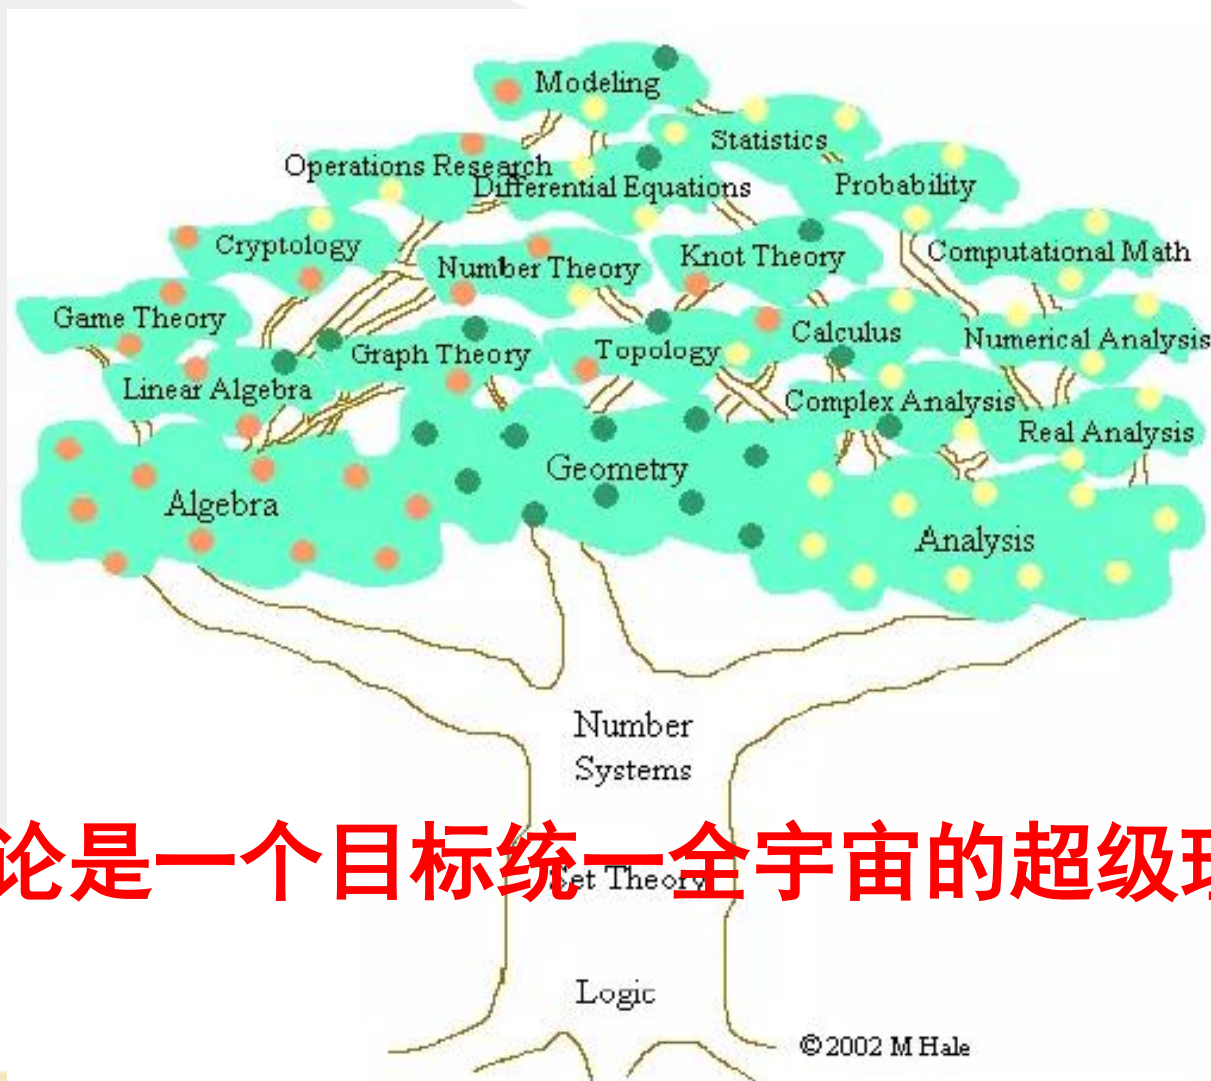 Modeling
Statistics
Operations Research
Differential Equations
Probability
Cryptology
Number Theory
Knot Theory
Computational Math
Game Theory
Graph Theory
Topology
Calculus
Numerical Analysis
Linear Algebra
Complex Analysis
Real Analysis
Algebra
Geometry
Analysis
Number
Systems
论是一个目标统一全宇宙的超级
Set Theory
Logic
©2002 M Hale